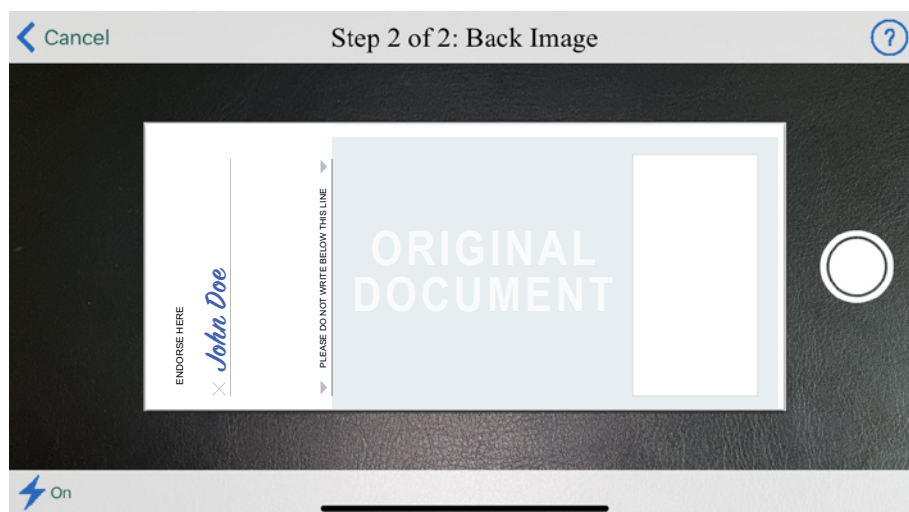 Cancel
Step 2 of 2: Back Image
?
ENDORSE HERE
X John Doe
PLEASE DO NOT WRITE BELOW THIS LINE
ORIGINAL
DOCUMENT
On